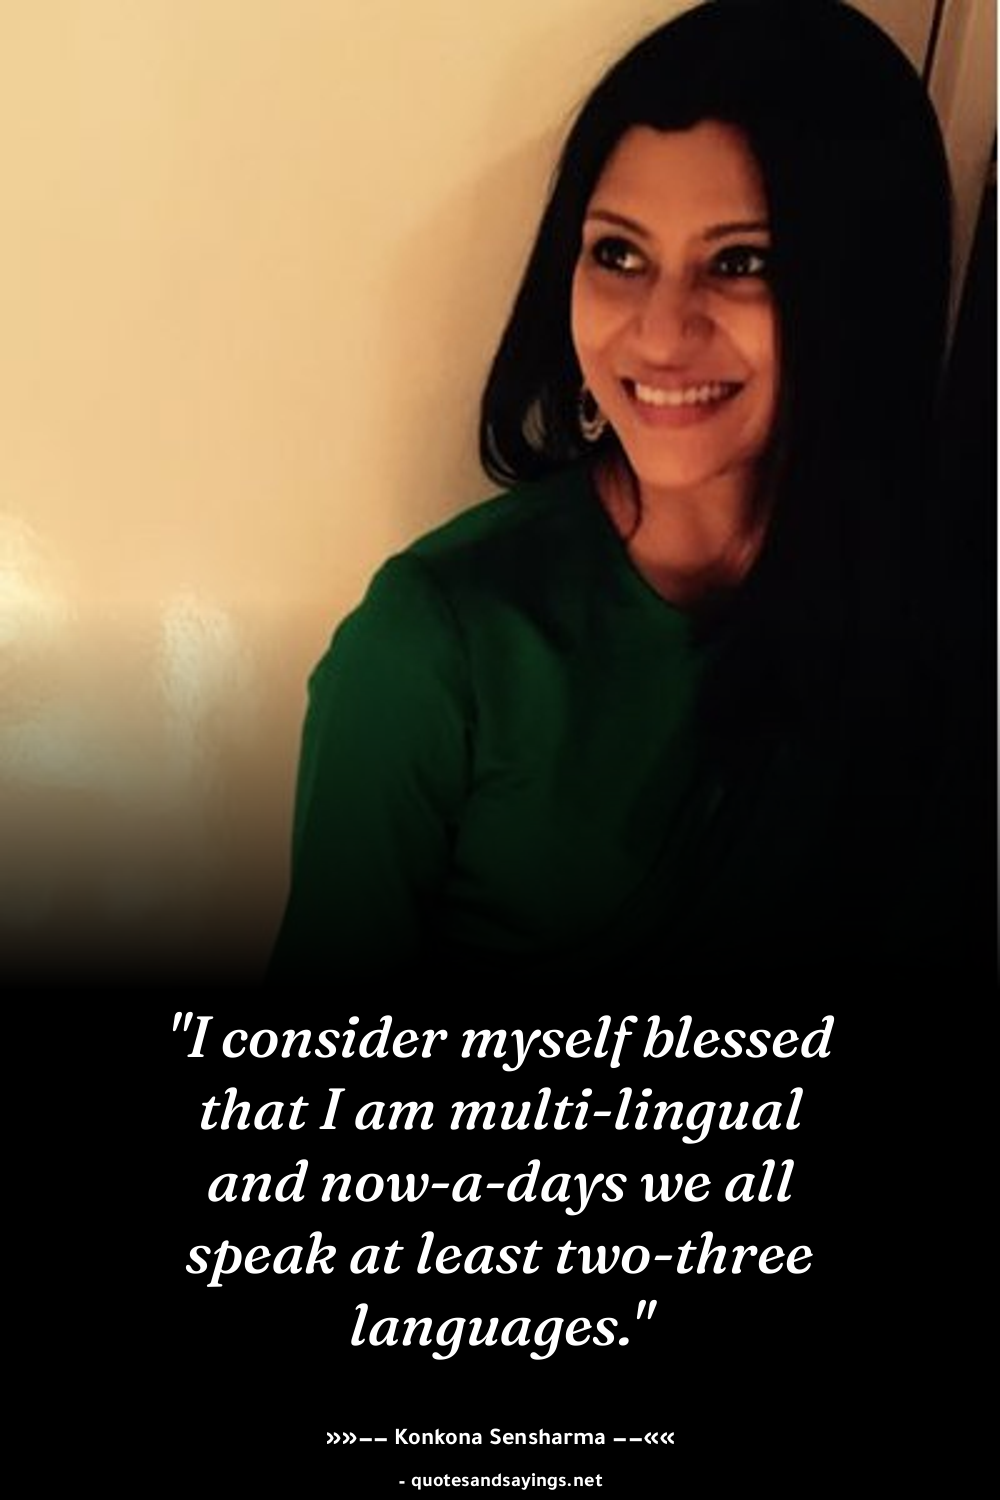 "I consider myself blessed
that I am multi-lingual
and now-a-days we all
speak at least two-three
languages."
»»−− Konkona Sensharma −−««
- quotesandsayings.net